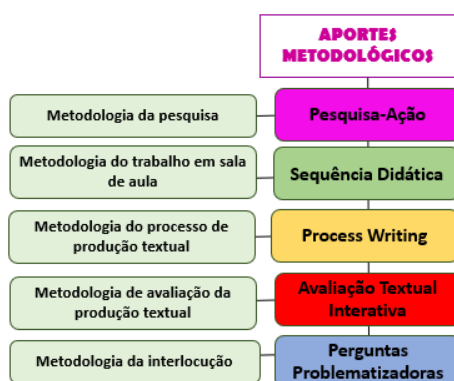 APORTES
METODOLÓGICOS
Metodologia da pesquisa
Pesquisa-Ação
Metodologia do trabalho em sala
de aula
Sequência Didática
Metodologia do processo de
produção textual
Process Writing
Metodologia de avaliação da
produção textual
Avaliação Textual
Interativa
Metodologia da interlocução
Perguntas
Problematizadoras